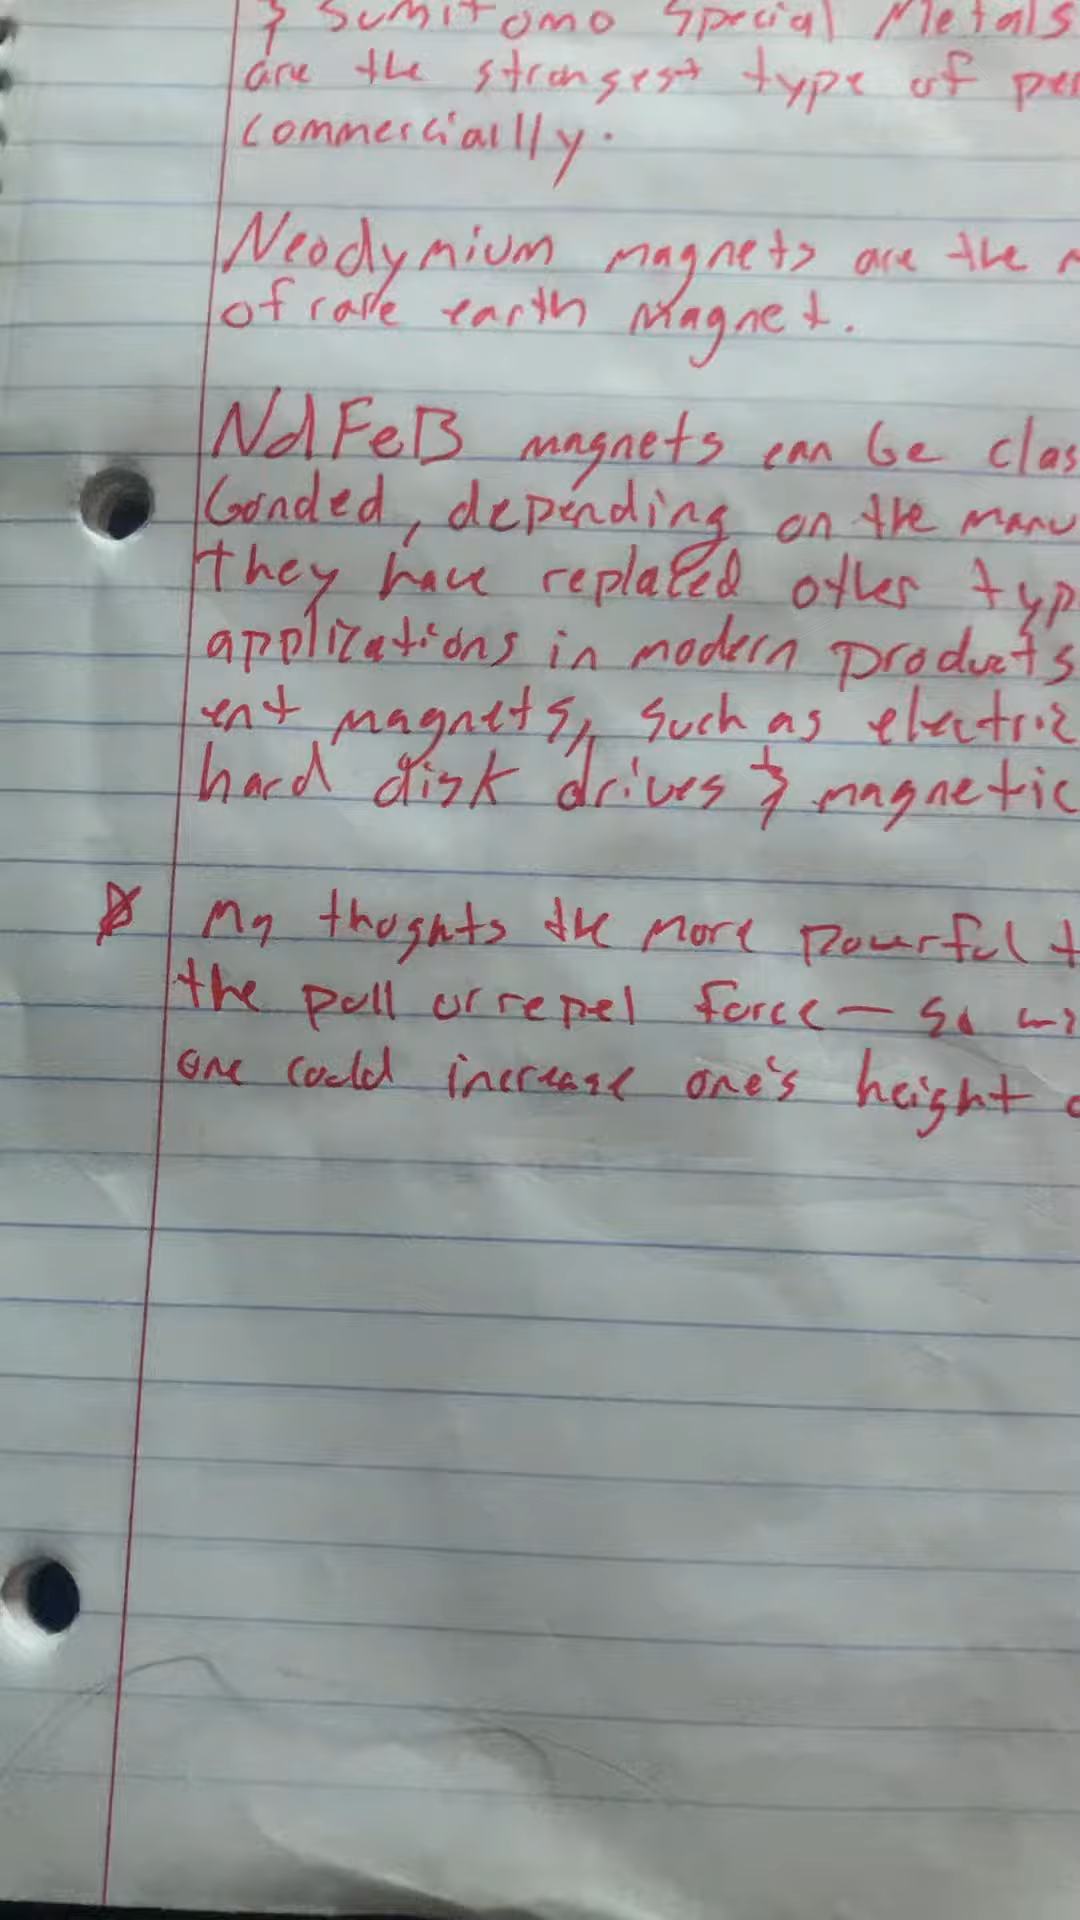 & Sumitomo Special Metals
are the strongest type of per
commercially.
Neodymium magnets are the m
of rare earth magnet.
NdFeB magnets can be clas
bonded, depending on the manu
they have replaced other typ
applications in modern products
ent magnets, such as electric
hard disk drives & magnetic
My thoghts the more powerful t
the pull or repel force — so wi
one could increase one's height o